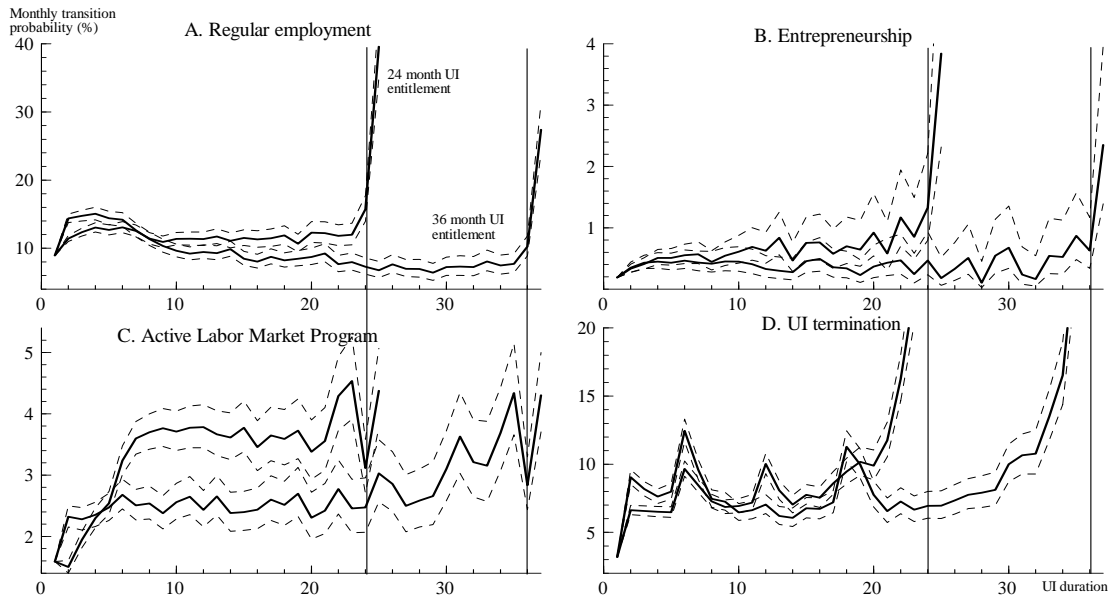 Monthly transition
probability (%)
A. Regular employment
40
30
20
10
0 10 20 30
24 month UI
entitlement
36 month UI
entitlement
B. Entrepreneurship
4
3
2
1
0 10 20 30
C. Active Labor Market Program
5
4
3
2
0 10 20 30
D. UI termination
20
15
10
5
0 10 20 30
UI duration